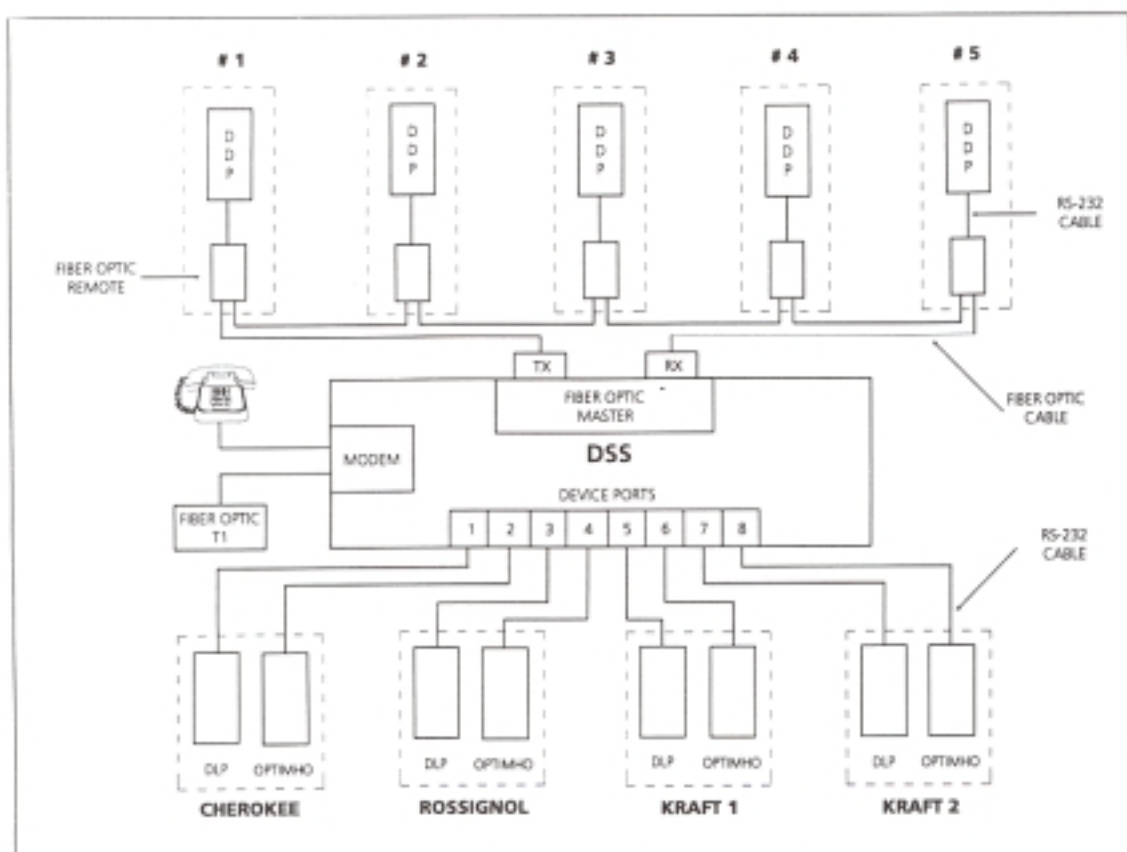 # 1
# 2
# 3
# 4
# 5
D D P
D D P
D D P
D D P
D D P
RS-232
CABLE
FIBER OPTIC
REMOTE
TX
RX
FIBER OPTIC
MASTER
FIBER OPTIC
CABLE
MODEM
DSS
DEVICE PORTS
FIBER OPTIC
T1
1 2 3 4 5 6 7 8
RS-232
CABLE
DLP OPTIMHO
DLP OPTIMHO
DLP OPTIMHO
DLP OPTIMHO
CHEROKEE
ROSSIGNOL
KRAFT 1
KRAFT 2